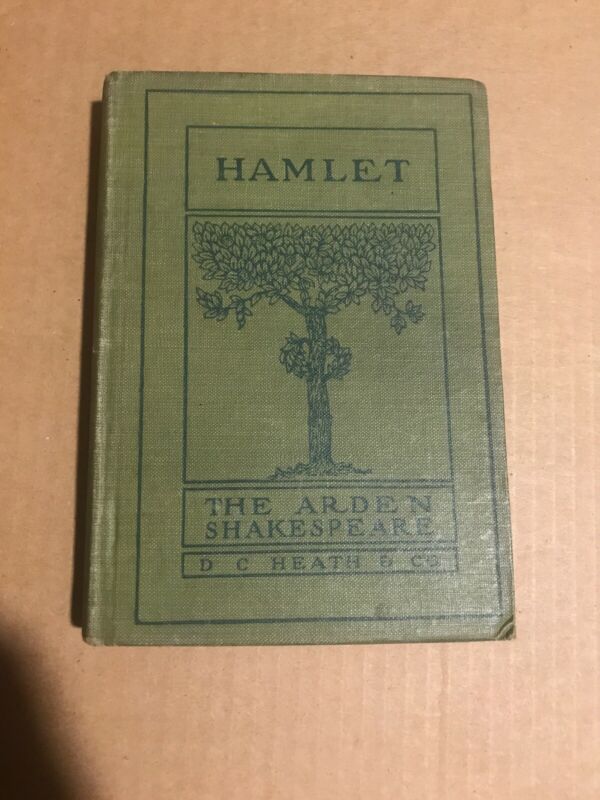 HAMLET
THE ARDEN
SHAKESPEARE
D C HEATH & CO